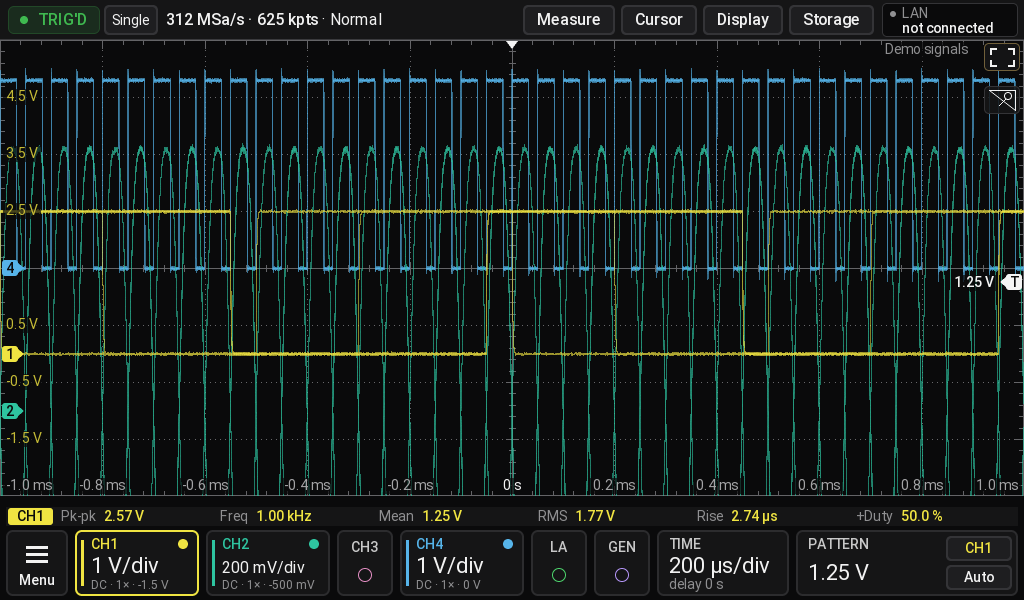 TRIG'D Single 312 MSa/s · 625 kpts · Normal Measure Cursor Display Storage LAN
not connected
Demo signals
4.5 V
3.5 V
2.5 V
4
1.25 V T
0.5 V
1
-0.5 V
2
-1.5 V
-1.0 ms -0.8 ms -0.6 ms -0.4 ms -0.2 ms 0 s 0.2 ms 0.4 ms 0.6 ms 0.8 ms 1.0 ms
CH1 Pk-pk 2.57 V Freq 1.00 kHz Mean 1.25 V RMS 1.77 V Rise 2.74 µs +Duty 50.0 %
Menu
CH1
1 V/div
DC · 1× · -1.5 V
CH2
200 mV/div
DC · 1× · -500 mV
CH3
CH4
1 V/div
DC · 1× · 0 V
LA
GEN
TIME
200 µs/div
delay 0 s
PATTERN
1.25 V
CH1
Auto